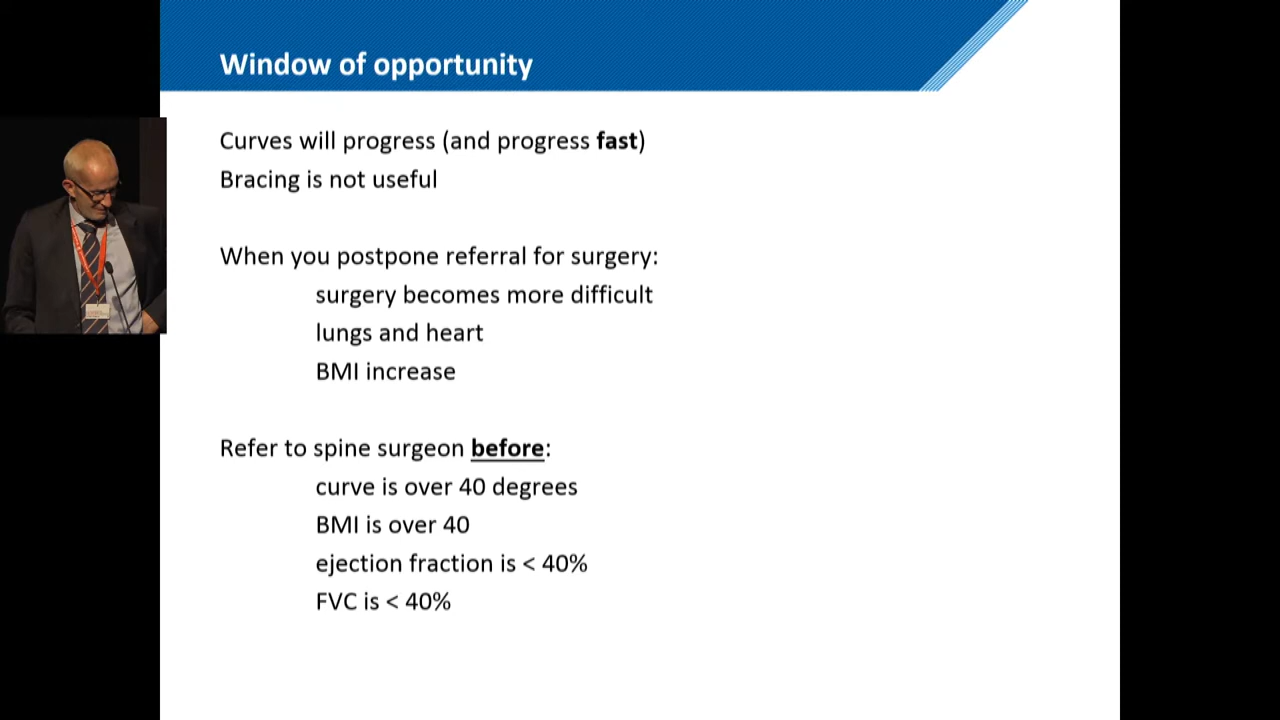 Window of opportunity
Curves will progress (and progress fast)
Bracing is not useful
When you postpone referral for surgery:
surgery becomes more difficult
lungs and heart
BMI increase
Refer to spine surgeon before:
curve is over 40 degrees
BMI is over 40
ejection fraction is < 40%
FVC is < 40%